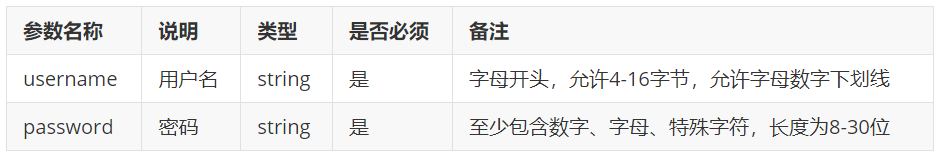 参数名称 说明 类型 是否必须 备注
username 用户名 string 是 字母开头，允许4-16字节，允许字母数字下划线
password 密码 string 是 至少包含数字、字母、特殊字符，长度为8-30位